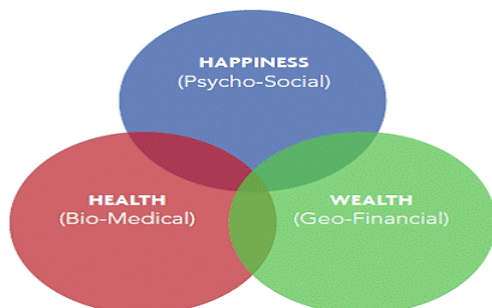 HAPPINESS
(Psycho-Social)
HEALTH
(Bio-Medical)
WEALTH
(Geo-Financial)